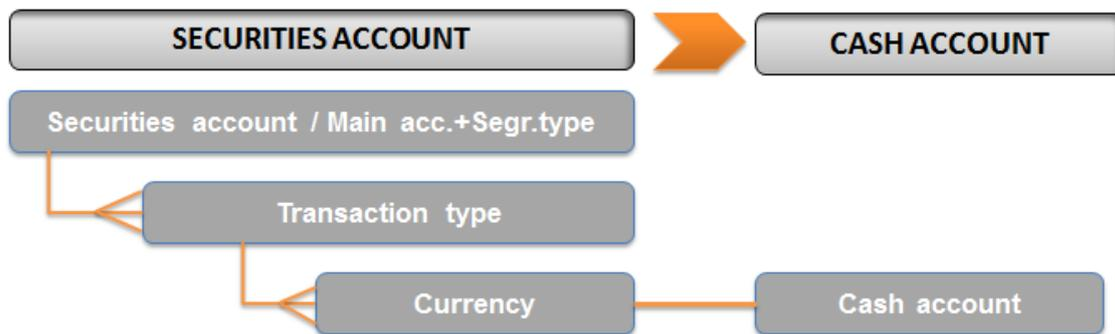 SECURITIES ACCOUNT
CASH ACCOUNT
Securities account / Main acc.+Segr.type
Transaction type
Currency
Cash account